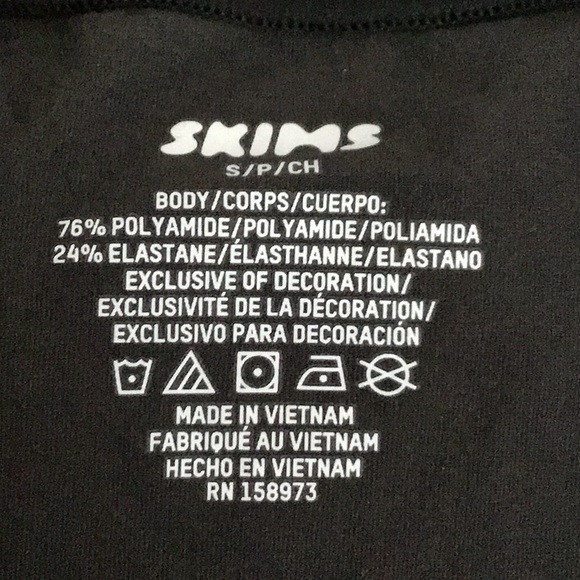 SKIMS
S/P/CH
BODY/CORPS/CUERPO:
76% POLYAMIDE/POLYAMIDE/POLIAMIDA
24% ELASTANE/ÉLASTHANNE/ELASTANO
EXCLUSIVE OF DECORATION/
EXCLUSIVITÉ DE LA DÉCORATION/
EXCLUSIVO PARA DECORACIÓN
MADE IN VIETNAM
FABRIQUÉ AU VIETNAM
HECHO EN VIETNAM
RN 158973